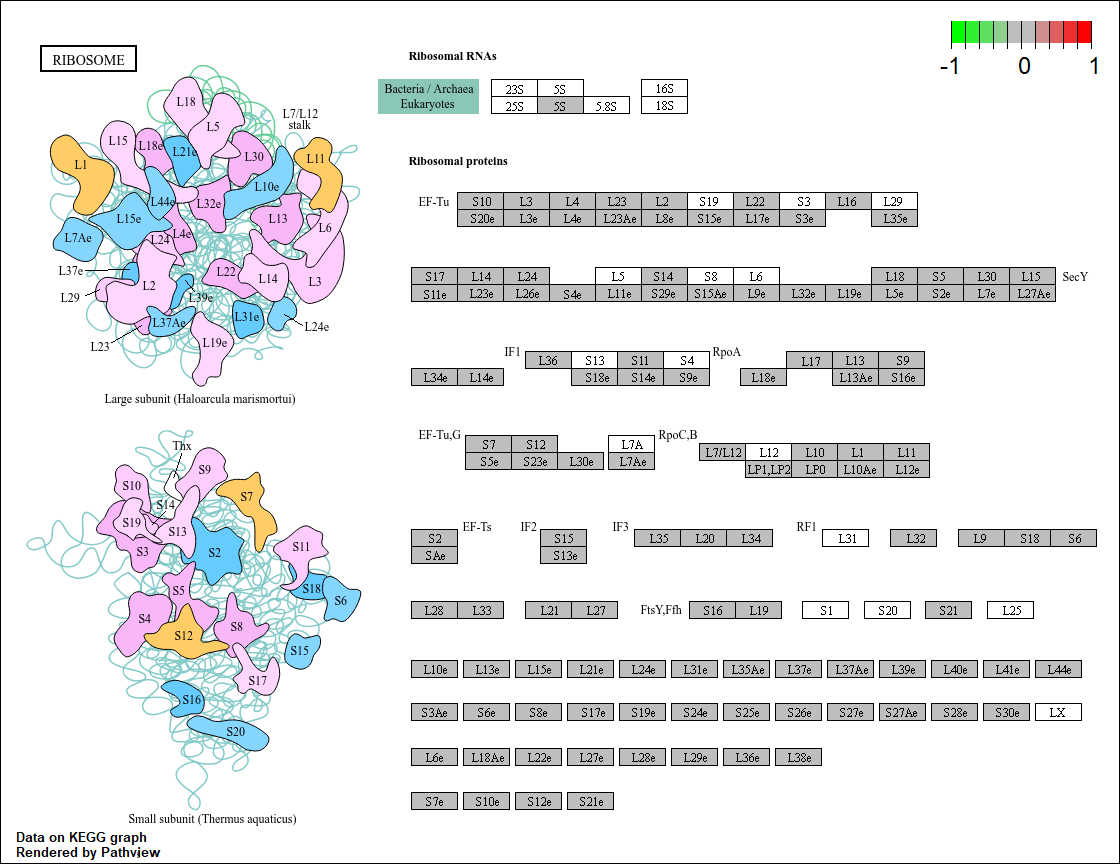 RIBOSOME
-1 0 1
Ribosomal RNAs
Bacteria / Archaea 23S 5S 16S
Eukaryotes 25S 5S 5.8S 18S
Ribosomal proteins
EF-Tu S10 L3 L4 L23 L2 S19 L22 S3 L16 L29
S20e L3e L4e L23Ae L8e S15e L17e S3e L35e
S17 L14 L24 L5 S14 S8 L6 L18 S5 L30 L15 SecY
S11e L23e L26e S4e L11e S29e S15Ae L9e L32e L19e L5e S2e L7e L27Ae
IF1 L36 S13 S11 S4 RpoA L17 L13 S9
L34e L14e S18e S14e S9e L18e L13Ae S16e
EF-Tu,G S7 S12 L7A RpoC,B L7/L12 L12 L10 L1 L11
S5e S23e L30e L7Ae LP1,LP2 LP0 L10Ae L12e
S2 EF-Ts IF2 S15 IF3 L35 L20 L34 RF1 L31 L32 L9 S18 S6
SAe S13e
L28 L33 L21 L27 FtsY,Ffh S16 L19 S1 S20 S21 L25
L10e L13e L15e L21e L24e L31e L35Ae L37e L37Ae L39e L40e L41e L44e
S3Ae S6e S8e S17e S19e S24e S25e S26e S27e S27Ae S28e S30e LX
L6e L18Ae L22e L27e L28e L29e L36e L38e
S7e S10e S12e S21e
L18
L5
L7/L12
stalk
L15
L18e
L21e
L30
L11
L1
L10e
L44e
L32e
L15e
L13
L6
L7Ae
L24
L4e
L37e
L22
L14
L3
L29
L2
L39e
L37Ae
L31e
L24e
L23
L19e
Large subunit (Haloarcula marismortui)
Thx
S9
S10
S7
S14
S19
S13
S3
S2
S11
S5
S18
S6
S4
S12
S8
S15
S17
S16
S20
Small subunit (Thermus aquaticus)
Data on KEGG graph
Rendered by Pathview